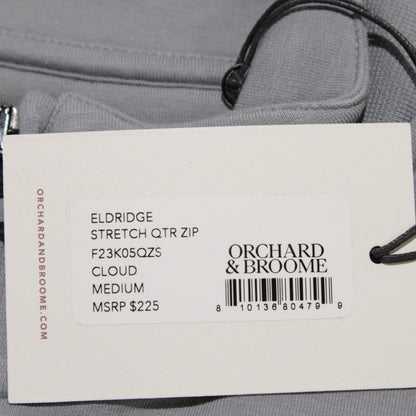 ORCHARDANDBROOME.COM
ELDRIDGE
STRETCH QTR ZIP
F23K05QZS
CLOUD
MEDIUM
MSRP $225
ORCHARD
& BROOME
8 10136 80479 9